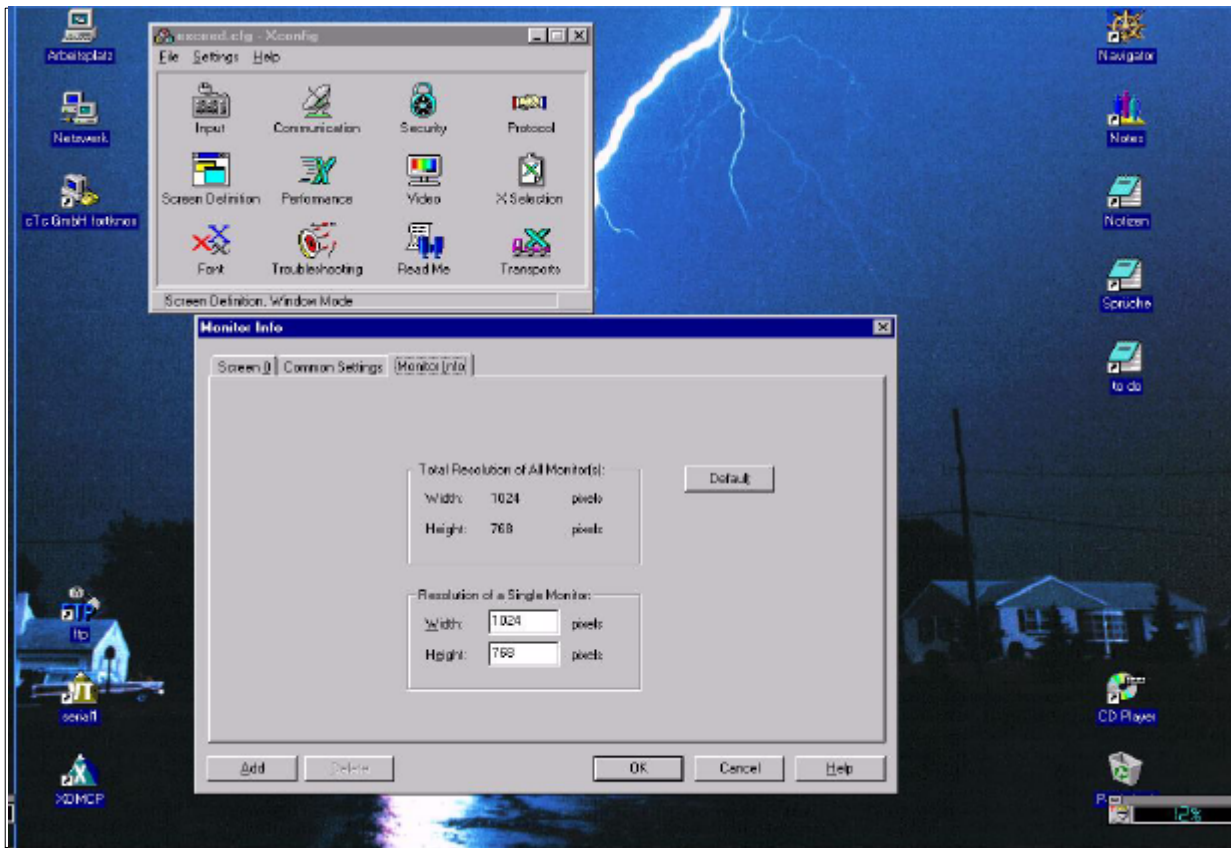 Arbeitsplatz
Netzwerk
cTc GmbH fortknox
ftp
serial1
XDMCP
exceed.cfg - Xconfig
File Settings Help
Input Communication Security Protocol
Screen Definition Performance Video X Selection
Font Troubleshooting Read Me Transports
Screen Definition, Window Mode
Monitor Info
Screen 0 Common Settings Monitor Info
Total Resolution of All Monitor(s):
Width: 1024 pixels
Height: 768 pixels
Default
Resolution of a Single Monitor:
Width: 1024 pixels
Height: 768 pixels
Add Delete OK Cancel Help
Navigator
Notes
Notizen
Sprüche
to do
CD Player
12%